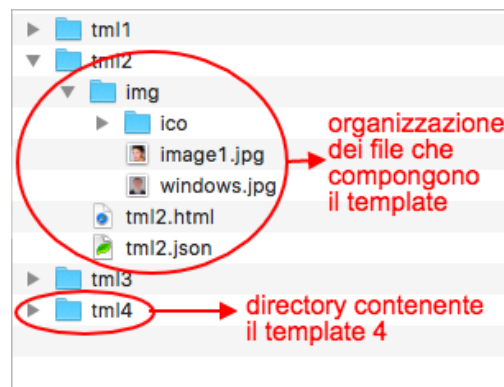 tml1
tml2
img
ico
image1.jpg
windows.jpg
tml2.html
tml2.json
tml3
tml4
organizzazione
dei file che
compongono
il template
directory contenente
il template 4